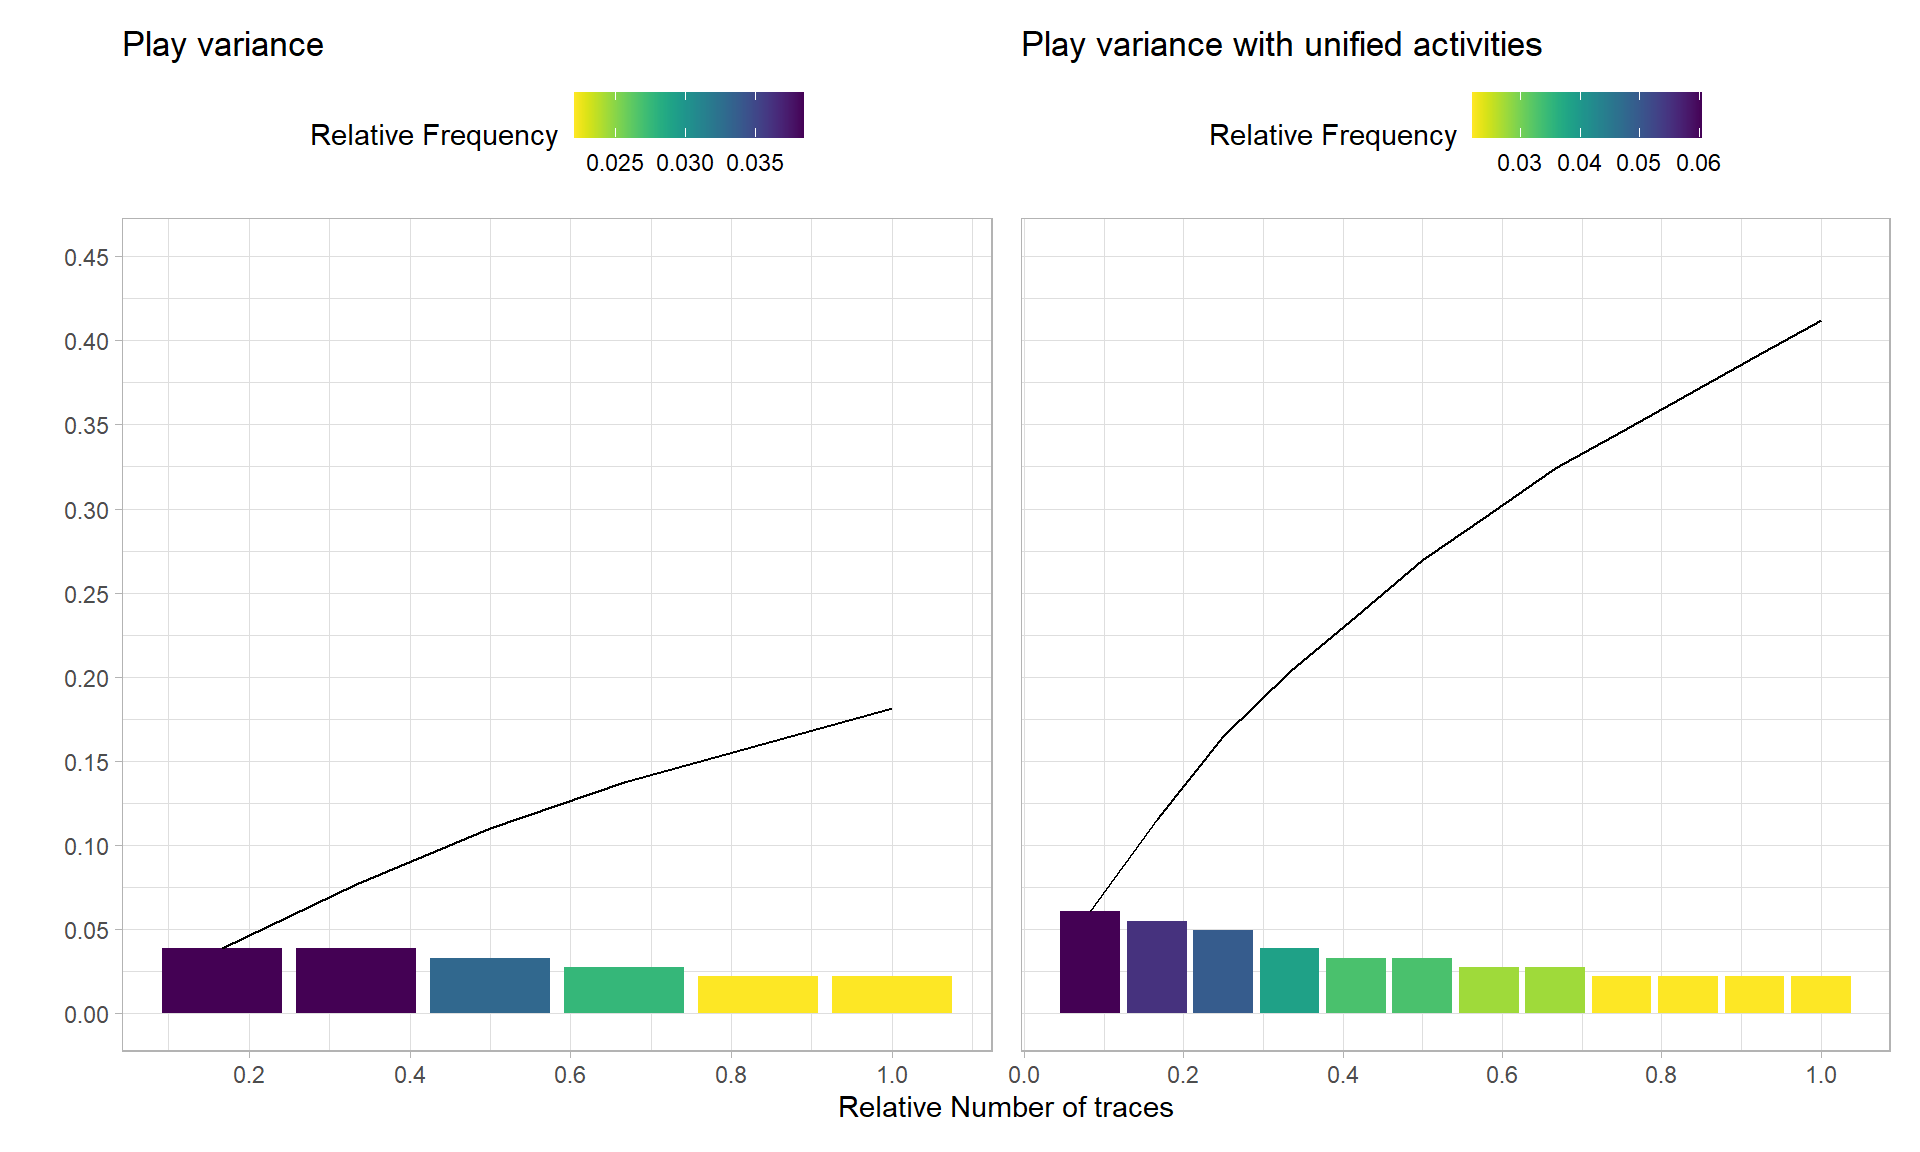 Play variance
Relative Frequency
0.025 0.030 0.035
Play variance with unified activities
Relative Frequency
0.03 0.04 0.05 0.06
0.45
0.40
0.35
0.30
0.25
0.20
0.15
0.10
0.05
0.00
0.2 0.4 0.6 0.8 1.0
0.0 0.2 0.4 0.6 0.8 1.0
Relative Number of traces